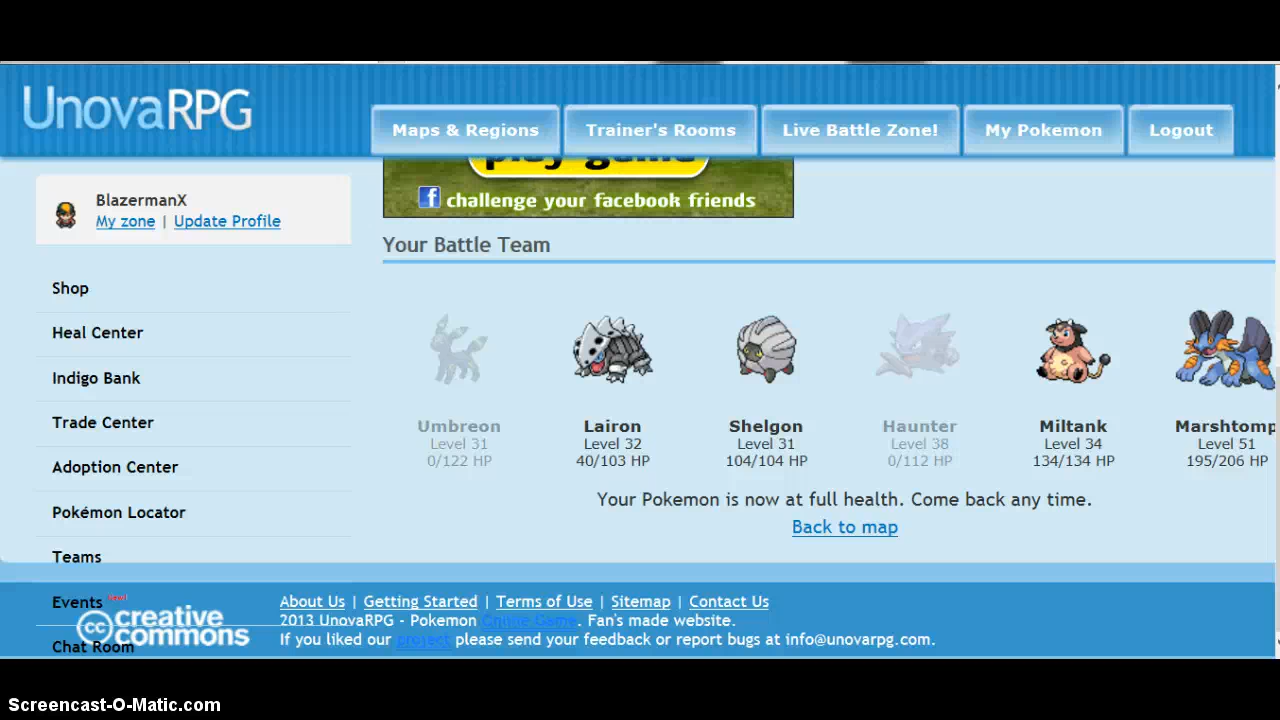 UnovaRPG
Maps & Regions
Trainer's Rooms
Live Battle Zone!
My Pokemon
Logout
play game
f challenge your facebook friends
BlazermanX
My zone | Update Profile
Shop
Heal Center
Indigo Bank
Trade Center
Adoption Center
Pokémon Locator
Teams
Events New!
Chat Room
Your Battle Team
Umbreon
Level 31
0/122 HP
Lairon
Level 32
40/103 HP
Shelgon
Level 31
104/104 HP
Haunter
Level 38
0/112 HP
Miltank
Level 34
134/134 HP
Marshtomp
Level 51
195/206 HP
Your Pokemon is now at full health. Come back any time.
Back to map
cc creative
commons
About Us | Getting Started | Terms of Use | Sitemap | Contact Us
2013 UnovaRPG - Pokemon Online Game. Fan's made website.
If you liked our project please send your feedback or report bugs at info@unovarpg.com.
Screencast-O-Matic.com